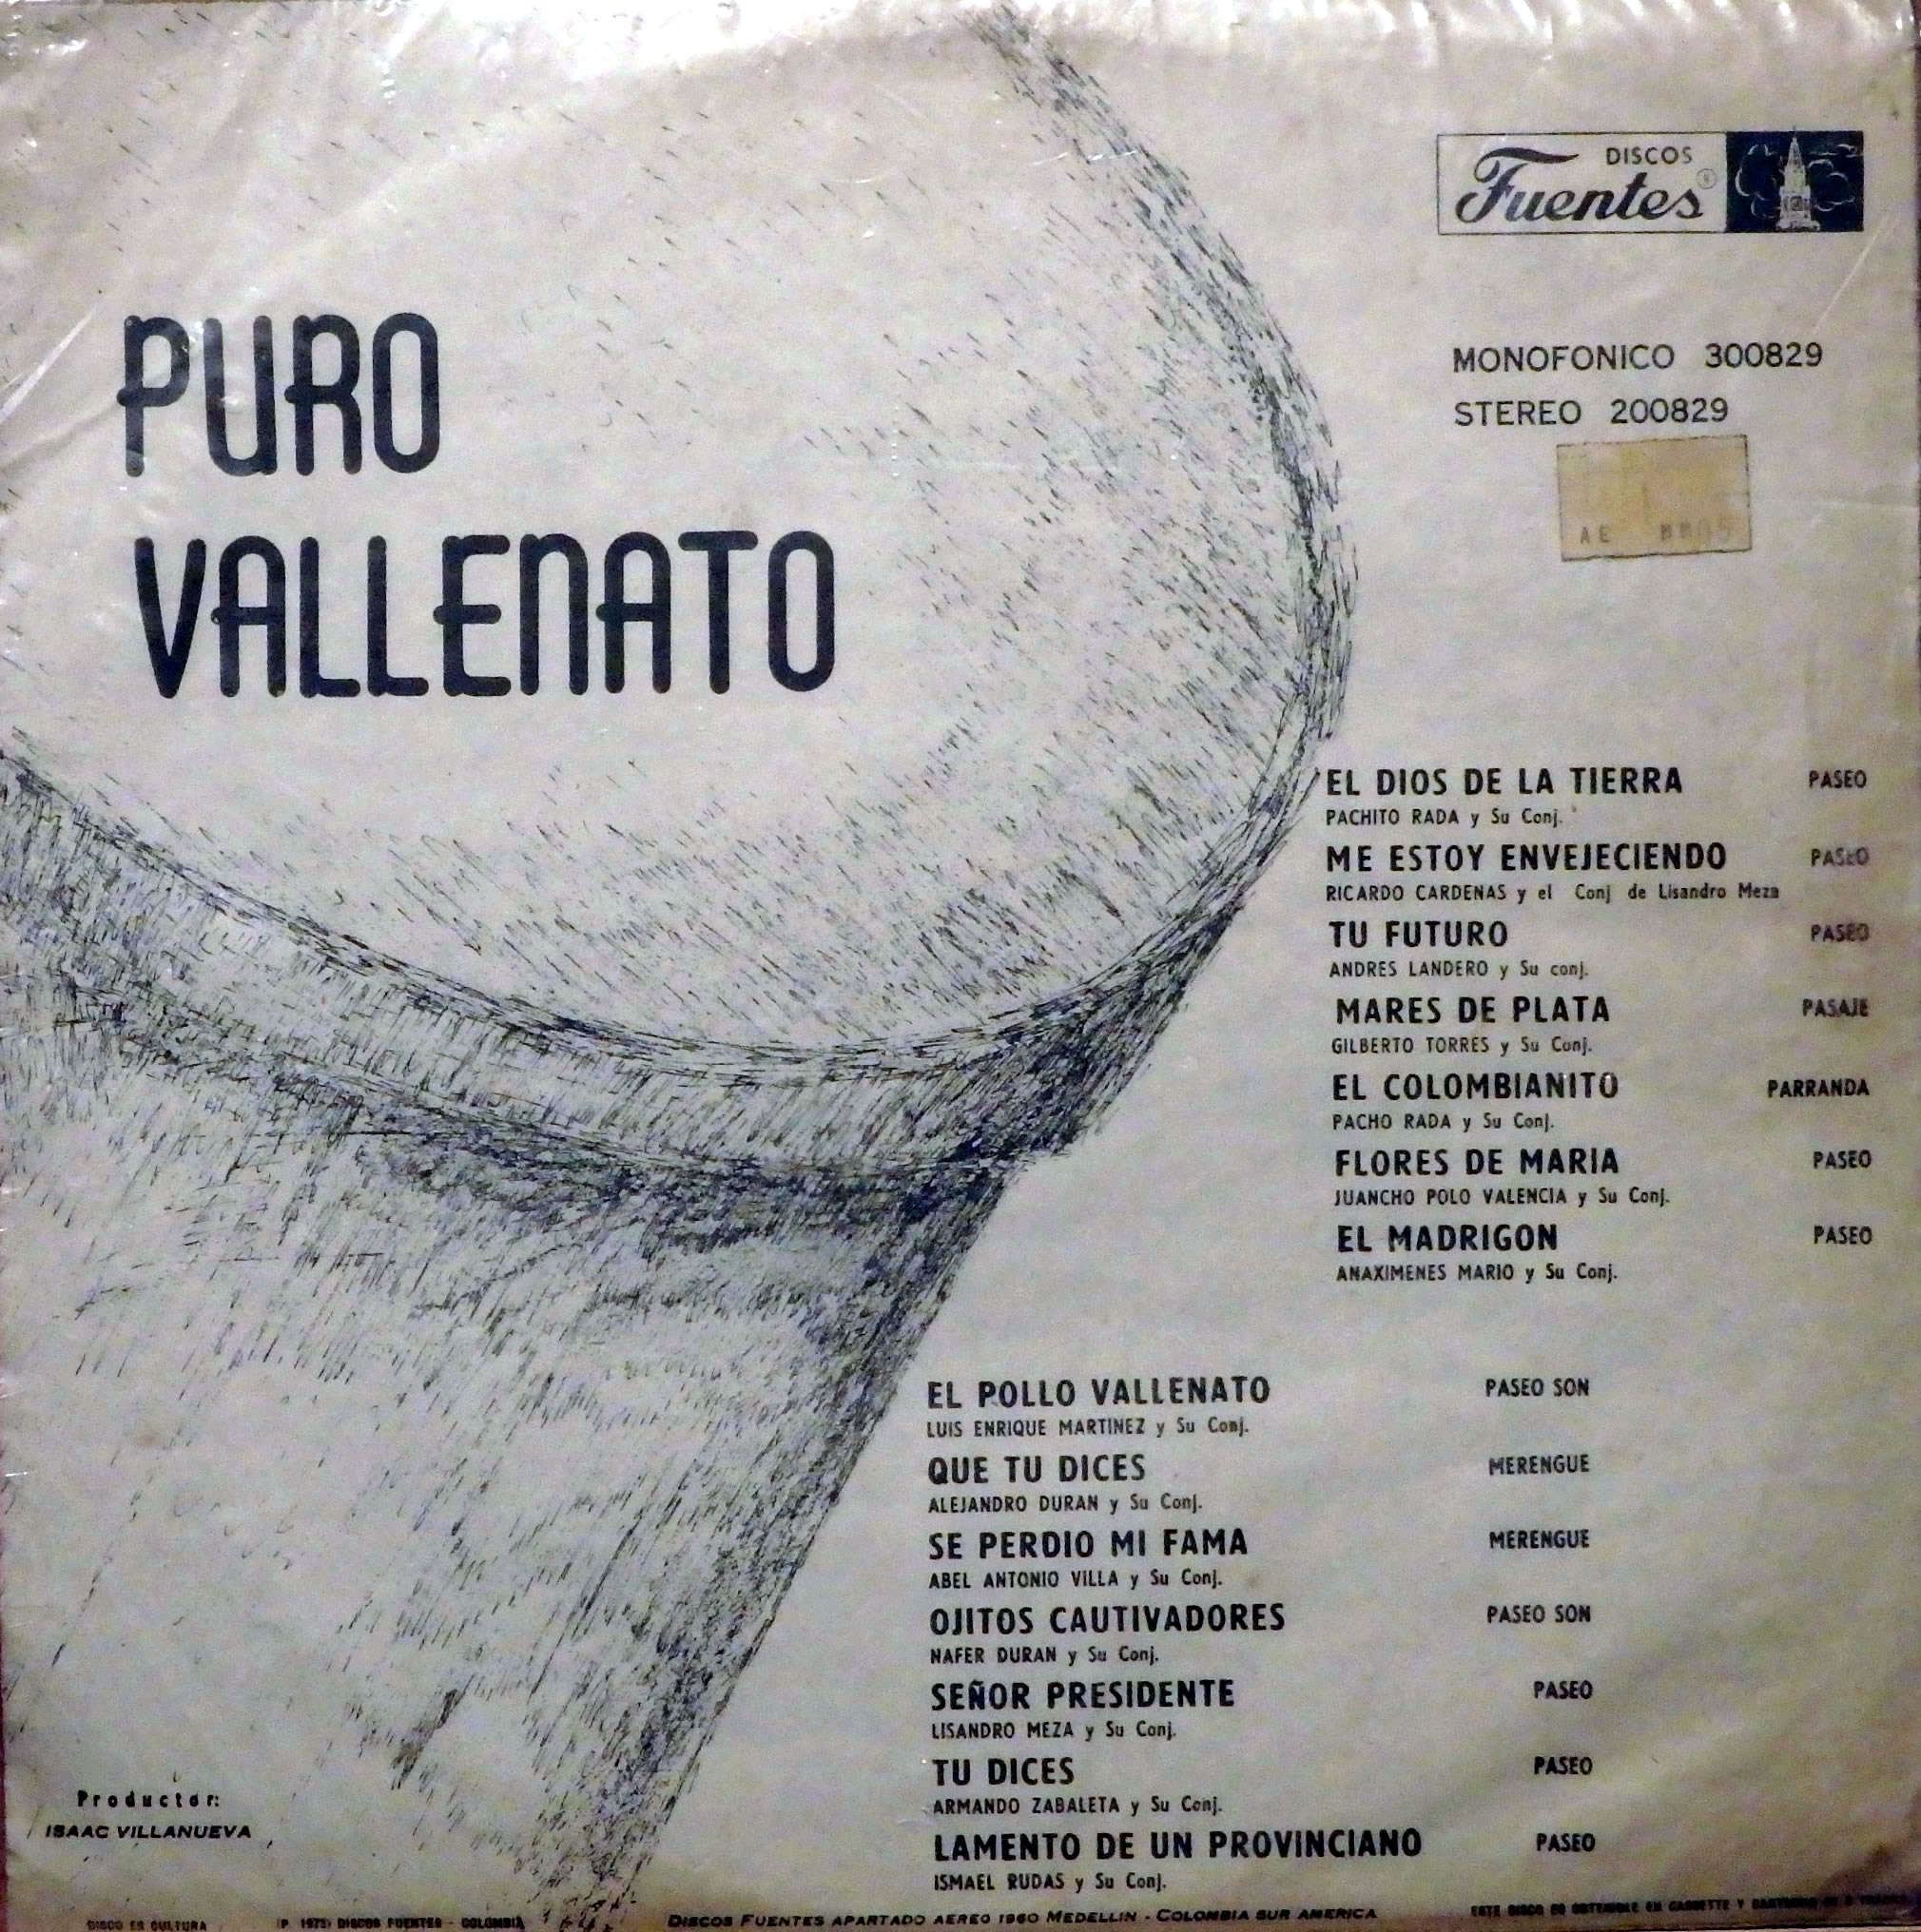 DISCOS
Fuentes®
PURO
VALLENATO
MONOFONICO 300829
STEREO 200829
AE
EL DIOS DE LA TIERRA PASEO
PACHITO RADA y Su Conj.
ME ESTOY ENVEJECIENDO PASEO
RICARDO CARDENAS y el Conj de Lisandro Meza
TU FUTURO PASEO
ANDRES LANDERO y Su conj.
MARES DE PLATA PASAJE
GILBERTO TORRES y Su Conj.
EL COLOMBIANITO PARRANDA
PACHO RADA y Su Conj.
FLORES DE MARIA PASEO
JUANCHO POLO VALENCIA y Su Conj.
EL MADRIGON PASEO
ANAXIMENES MARIO y Su Conj.
EL POLLO VALLENATO PASEO SON
LUIS ENRIQUE MARTINEZ y Su Conj.
QUE TU DICES MERENGUE
ALEJANDRO DURAN y Su Conj.
SE PERDIO MI FAMA MERENGUE
ABEL ANTONIO VILLA y Su Conj.
OJITOS CAUTIVADORES PASEO SON
NAFER DURAN y Su Conj.
SEÑOR PRESIDENTE PASEO
LISANDRO MEZA y Su Conj.
TU DICES PASEO
ARMANDO ZABALETA y Su Conj.
LAMENTO DE UN PROVINCIANO PASEO
ISMAEL RUDAS y Su Conj.
Productor:
ISAAC VILLANUEVA
DISCO ES CULTURA
DISCOS FUENTES - COLOMBIA
DISCOS FUENTES APARTADO AEREO 1960 MEDELLIN - COLOMBIA SUR AMERICA
ESTE DISCO ES OBTENIBLE EN CASSETTE Y